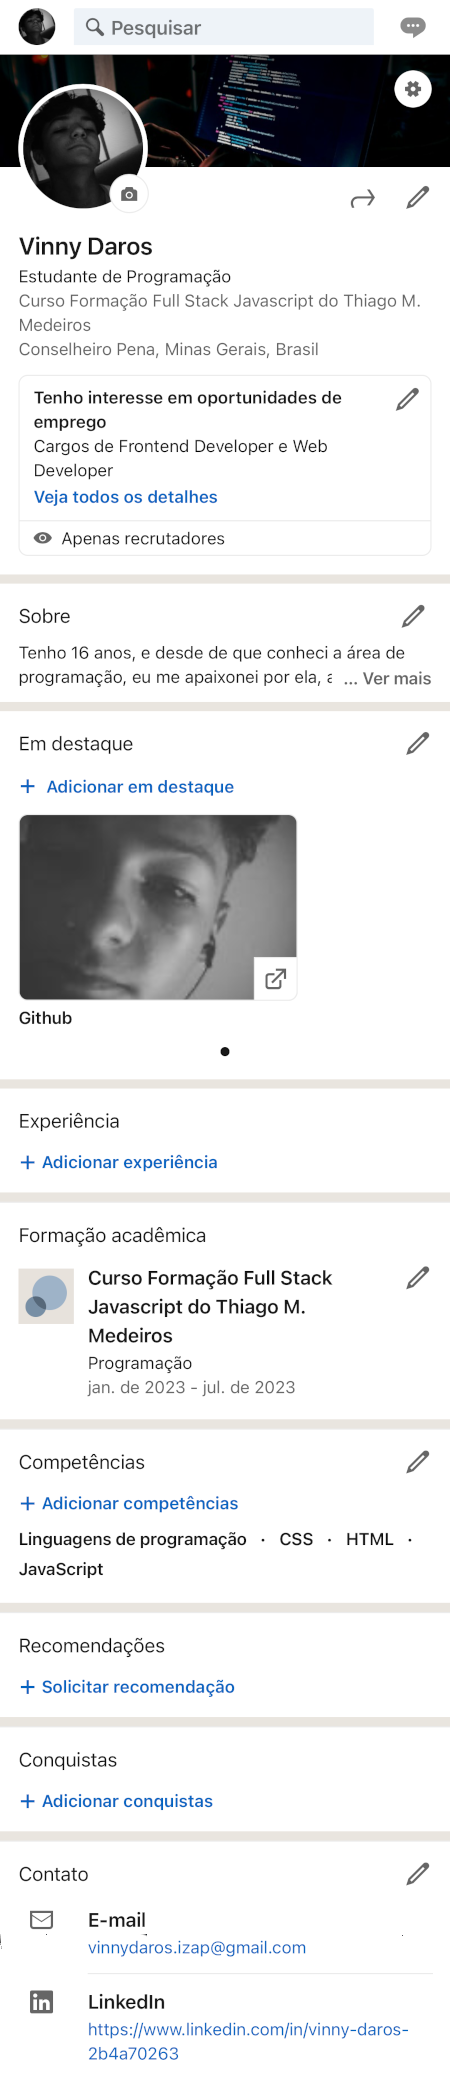 Pesquisar
Vinny Daros
Estudante de Programação
Curso Formação Full Stack Javascript do Thiago M.
Medeiros
Conselheiro Pena, Minas Gerais, Brasil
Tenho interesse em oportunidades de
emprego
Cargos de Frontend Developer e Web
Developer
Veja todos os detalhes
Apenas recrutadores
Sobre
Tenho 16 anos, e desde de que conheci a área de
programação, eu me apaixonei por ela, a ... Ver mais
Em destaque
+ Adicionar em destaque
Github
Experiência
+ Adicionar experiência
Formação acadêmica
Curso Formação Full Stack
Javascript do Thiago M.
Medeiros
Programação
jan. de 2023 - jul. de 2023
Competências
+ Adicionar competências
Linguagens de programação · CSS · HTML ·
JavaScript
Recomendações
+ Solicitar recomendação
Conquistas
+ Adicionar conquistas
Contato
E-mail
vinnydaros.izap@gmail.com
in LinkedIn
https://www.linkedin.com/in/vinny-daros-
2b4a70263